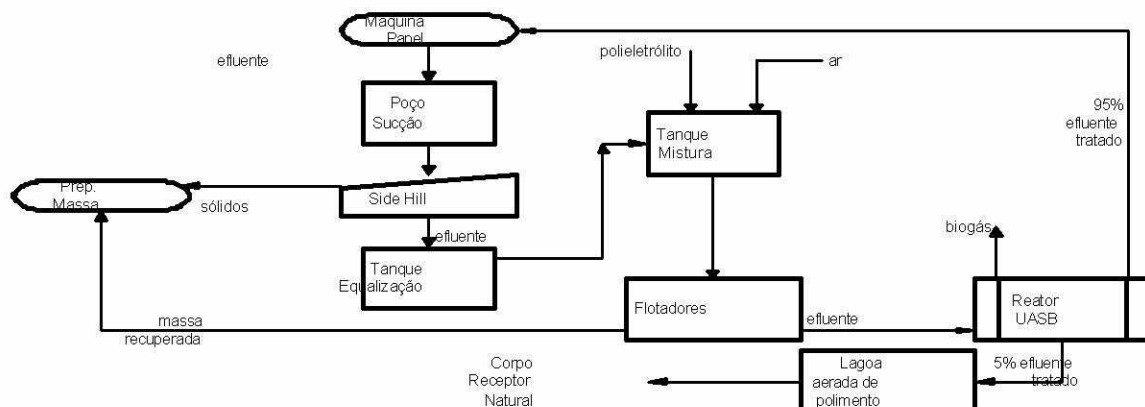 Maquina
Papel
efluente
polieletrólito
ar
Poço
Sucção
Tanque
Mistura
95%
efluente
tratado
Prep.
Massa
sólidos
Side Hill
efluente
biogás
Tanque
Equalização
Flotadores
efluente
Reator
UASB
massa
recuperada
Corpo
Receptor
Natural
Lagoa
aerada de
polimento
5% efluente
tratado